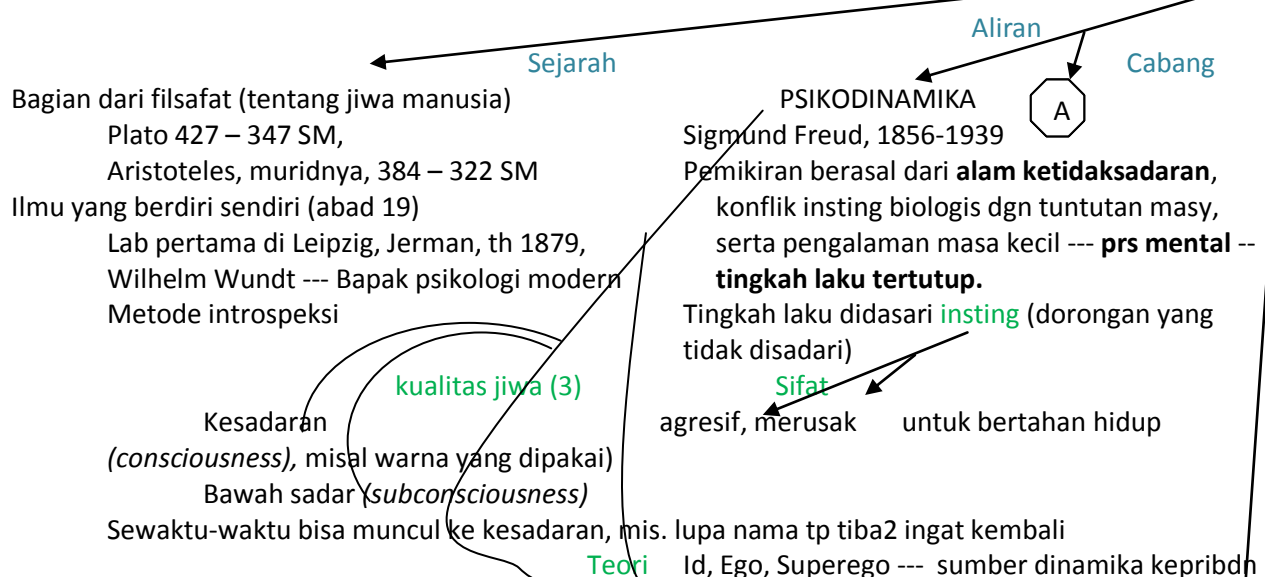 Aliran
Sejarah
Cabang
Bagian dari filsafat (tentang jiwa manusia)
Plato 427 – 347 SM,
Aristoteles, muridnya, 384 – 322 SM
Ilmu yang berdiri sendiri (abad 19)
Lab pertama di Leipzig, Jerman, th 1879,
Wilhelm Wundt --- Bapak psikologi modern
Metode introspeksi
PSIKODINAMIKA
A
Sigmund Freud, 1856-1939
Pemikiran berasal dari alam ketidaksadaran,
konflik insting biologis dgn tuntutan masy,
serta pengalaman masa kecil --- prs mental --
tingkah laku tertutup.
Tingkah laku didasari insting (dorongan yang
tidak disadari)
kualitas jiwa (3)
Sifat
Kesadaran
agresif, merusak
untuk bertahan hidup
(consciousness), misal warna yang dipakai)
Bawah sadar (subconsciousness)
Sewaktu-waktu bisa muncul ke kesadaran, mis. lupa nama tp tiba2 ingat kembali
Teori
Id, Ego, Superego --- sumber dinamika kepribdn